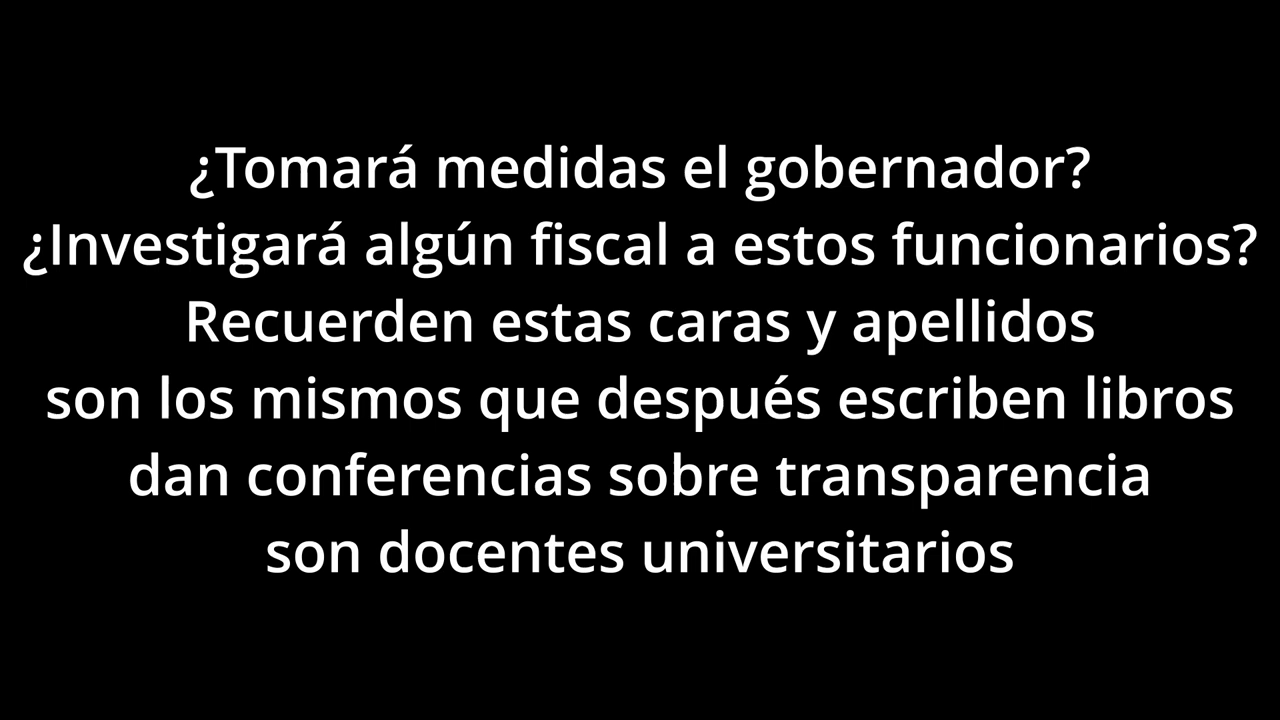 ¿Tomará medidas el gobernador?
¿Investigará algún fiscal a estos funcionarios?
Recuerden estas caras y apellidos
son los mismos que después escriben libros
dan conferencias sobre transparencia
son docentes universitarios